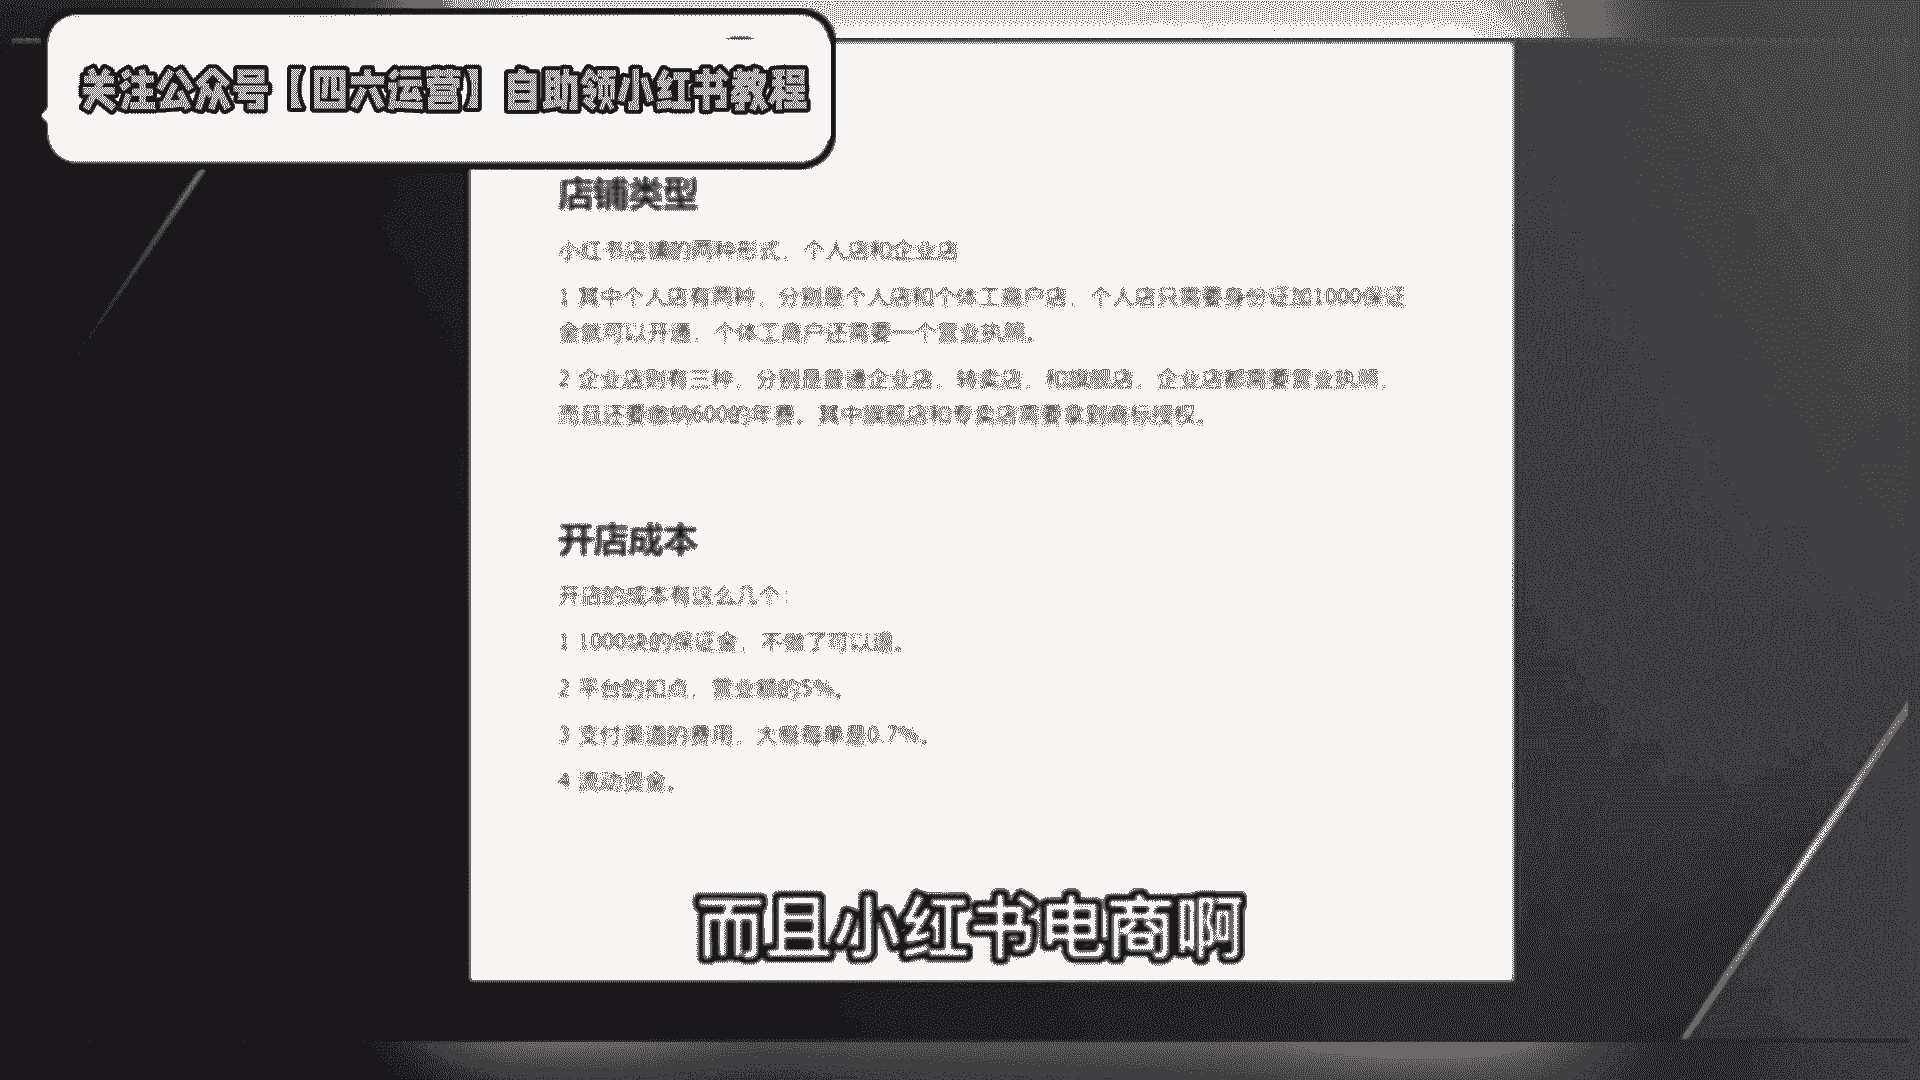 关注公众号【四六运营】自助领小红书教程
店铺类型
小红书店铺的两种形式，个人店和企业店
1 其中个人店有两种，分别是个人店和个体工商户店，个人店只需要身份证加1000保证
金就可以开通，个体工商户还需要一个营业执照。
2 企业店则有三种，分别是普通企业店，转卖店，和旗舰店，企业店都需要营业执照，
而且还要缴纳600的年费。其中旗舰店和专卖店需要拿到商标授权。
开店成本
开店的成本有这么几个：
1 1000块的保证金，不做了可以退。
2 平台的扣点，营业额的5%。
3 支付渠道的费用，大概每单是0.7%。
4 流动资金。
而且小红书电商啊